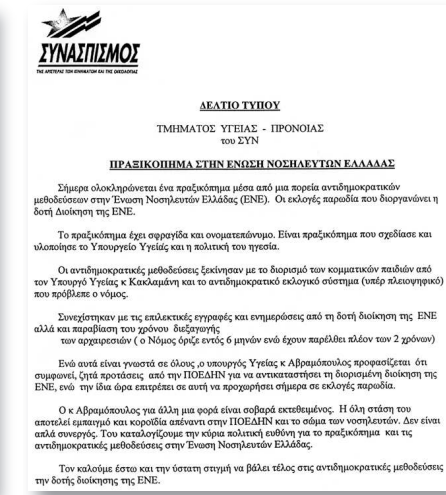 ΣΥΝΑΣΠΙΣΜΟΣ
ΤΗΣ ΑΡΙΣΤΕΡΑΣ ΤΩΝ ΚΙΝΗΜΑΤΩΝ ΚΑΙ ΤΗΣ ΟΙΚΟΛΟΓΙΑΣ
ΔΕΛΤΙΟ ΤΥΠΟΥ
ΤΜΗΜΑΤΟΣ ΥΓΕΙΑΣ - ΠΡΟΝΟΙΑΣ
του ΣΥΝ
ΠΡΑΞΙΚΟΠΗΜΑ ΣΤΗΝ ΕΝΩΣΗ ΝΟΣΗΛΕΥΤΩΝ ΕΛΛΑΔΑΣ
Σήμερα ολοκληρώνεται ένα πραξικόπημα μέσα από μια πορεία αντιδημοκρατικών
μεθοδεύσεων στην Ένωση Νοσηλευτών Ελλάδας (ΕΝΕ). Οι εκλογές παρωδία που διοργανώνει η
δοτή Διοίκηση της ΕΝΕ.
Το πραξικόπημα έχει σφραγίδα και ονοματεπώνυμο. Είναι πραξικόπημα που σχεδίασε και
υλοποίησε το Υπουργείο Υγείας και η πολιτική του ηγεσία.
Οι αντιδημοκρατικές μεθοδεύσεις ξεκίνησαν με το διορισμό των κομματικών παιδιών από
τον Υπουργό Υγείας κ Κακλαμάνη και το αντιδημοκρατικό εκλογικό σύστημα (υπέρ πλειοψηφικό)
που πρόβλεπε ο νόμος.
Συνεχίστηκαν με τις επιλεκτικές εγγραφές και ενημερώσεις από τη δοτή διοίκηση της ΕΝΕ
αλλά και παραβίαση του χρόνου διεξαγωγής
των αρχαιρεσιών ( ο Νόμος όριζε εντός 6 μηνών ενώ έχουν παρέλθει πλέον των 2 χρόνων)
Ενώ αυτά είναι γνωστά σε όλους ,ο υπουργός Υγείας κ Αβραμόπουλος προφασίζεται ότι
συμφωνεί, ζητά προτάσεις από την ΠΟΕΔΗΝ για να αντικαταστήσει τη διορισμένη διοίκηση της
ΕΝΕ, ενώ την ίδια ώρα επιτρέπει σε αυτή να προχωρήσει σήμερα σε εκλογές παρωδία.
Ο κ Αβραμόπουλος για άλλη μια φορά είναι σοβαρά εκτεθειμένος. Η όλη στάση του
αποτελεί εμπαιγμό και κοροϊδία απέναντι στην ΠΟΕΔΗΝ και το σώμα των νοσηλευτών. Δεν είναι
απλά συνεργός. Του καταλογίζουμε την κύρια πολιτική ευθύνη για το πραξικόπημα και τις
αντιδημοκρατικές μεθοδεύσεις στην Ένωση Νοσηλευτών Ελλάδας.
Τον καλούμε έστω και την ύστατη στιγμή να βάλει τέλος στις αντιδημοκρατικές μεθοδεύσεις
την δοτής διοίκησης της ΕΝΕ.